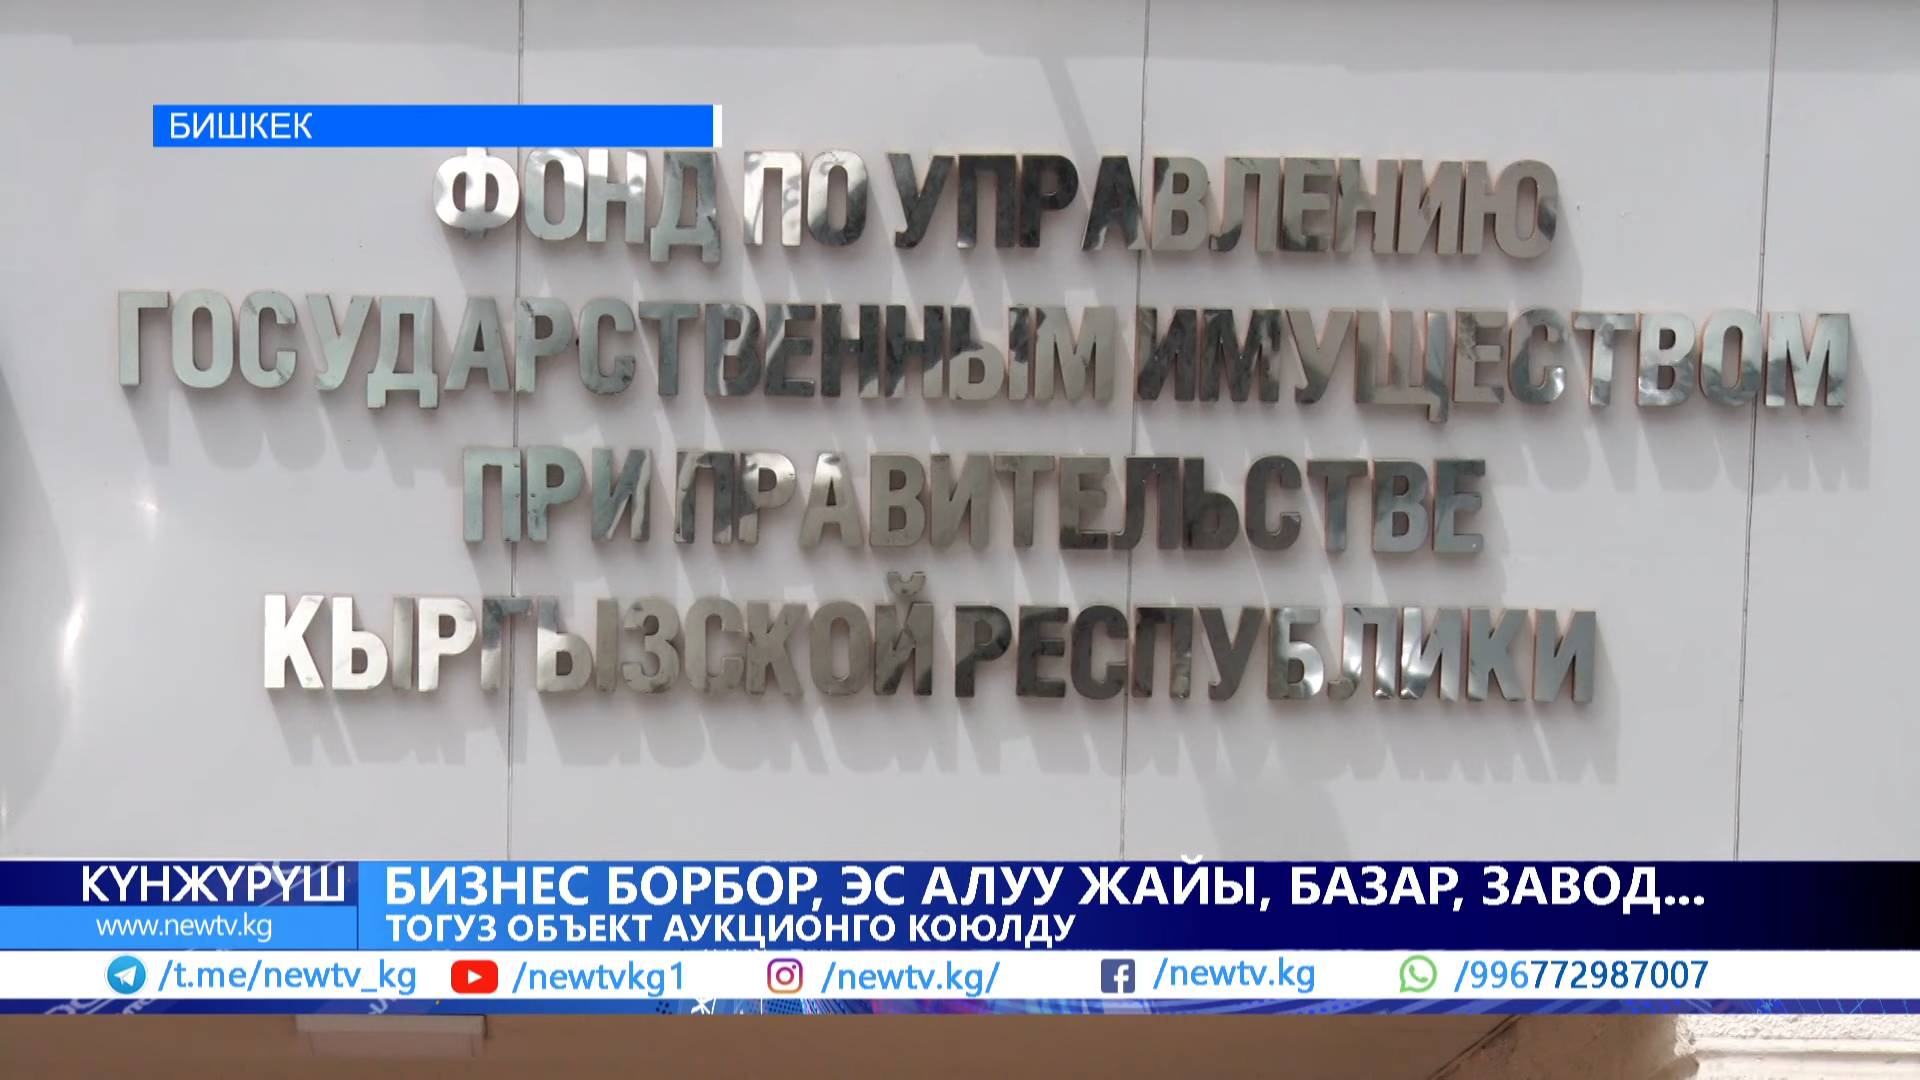 БИШКЕК
ФОНД ПО УПРАВЛЕНИЮ
ГОСУДАРСТВЕННЫМ ИМУЩЕСТВОМ
ПРИ ПРАВИТЕЛЬСТВЕ
КЫРГЫЗСКОЙ РЕСПУБЛИКИ
КҮНЖҮРҮШ
www.newtv.kg
БИЗНЕС БОРБОР, ЭС АЛУУ ЖАЙЫ, БАЗАР, ЗАВОД...
ТОГУЗ ОБЪЕКТ АУКЦИОНГО КОЮЛДУ
/t.me/newtv_kg /newtvkg1 /newtv.kg/ /newtv.kg /996772987007